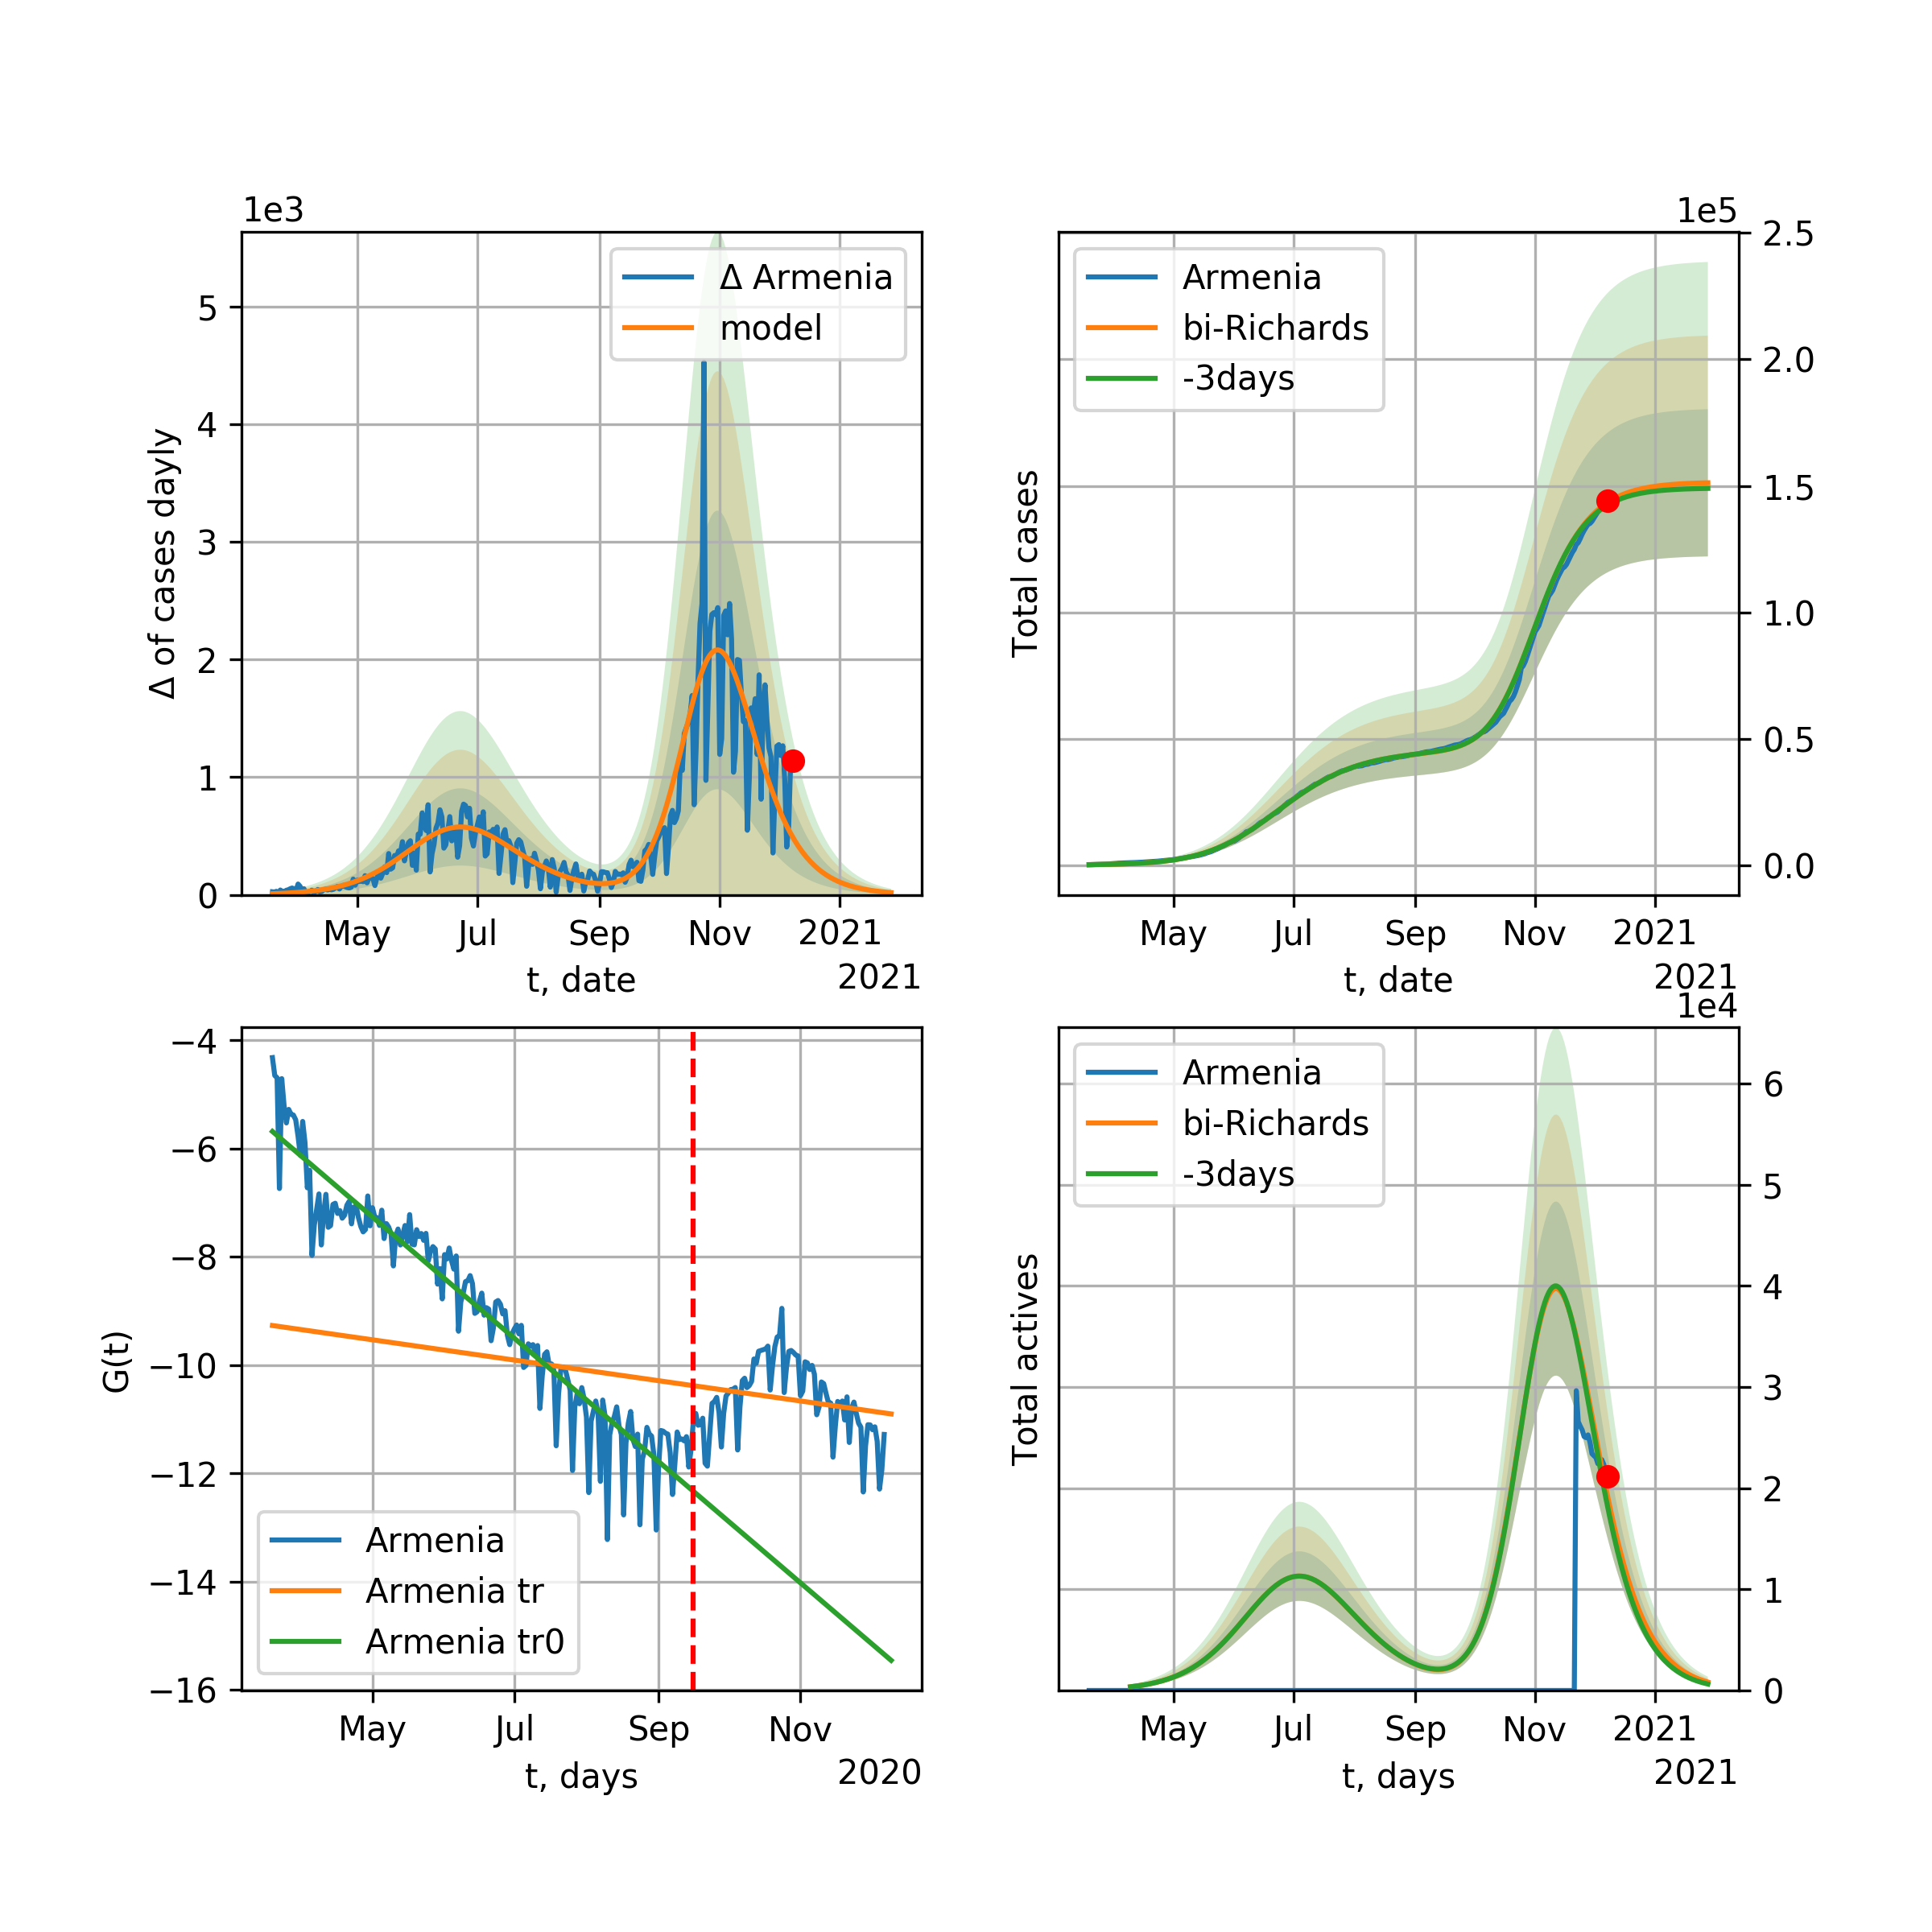 1e3
Δ of cases dayly
5
4
3
2
1
0
Δ Armenia
model
May Jul Sep Nov 2021
t, date
2021
1e5
Total cases
Armenia
bi-Richards
-3days
2.5
2.0
1.5
1.0
0.5
0.0
May Jul Sep Nov 2021
t, date
2021
G(t)
−4
−6
−8
−10
−12
−14
−16
Armenia
Armenia tr
Armenia tr0
May Jul Sep Nov
t, days
2020
1e4
Total actives
Armenia
bi-Richards
-3days
6
5
4
3
2
1
0
May Jul Sep Nov 2021
t, days
2021